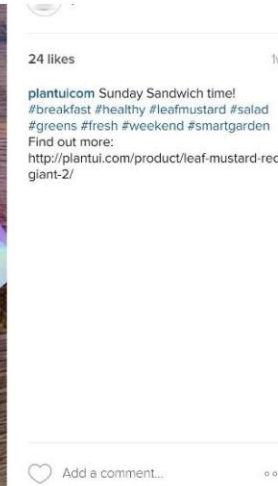 24 likes
plantuicom Sunday Sandwich time!
#breakfast #healthy #leafmustard #salad
#greens #fresh #weekend #smartgarden
Find out more:
http://plantui.com/product/leaf-mustard-red
giant-2/
Add a comment...